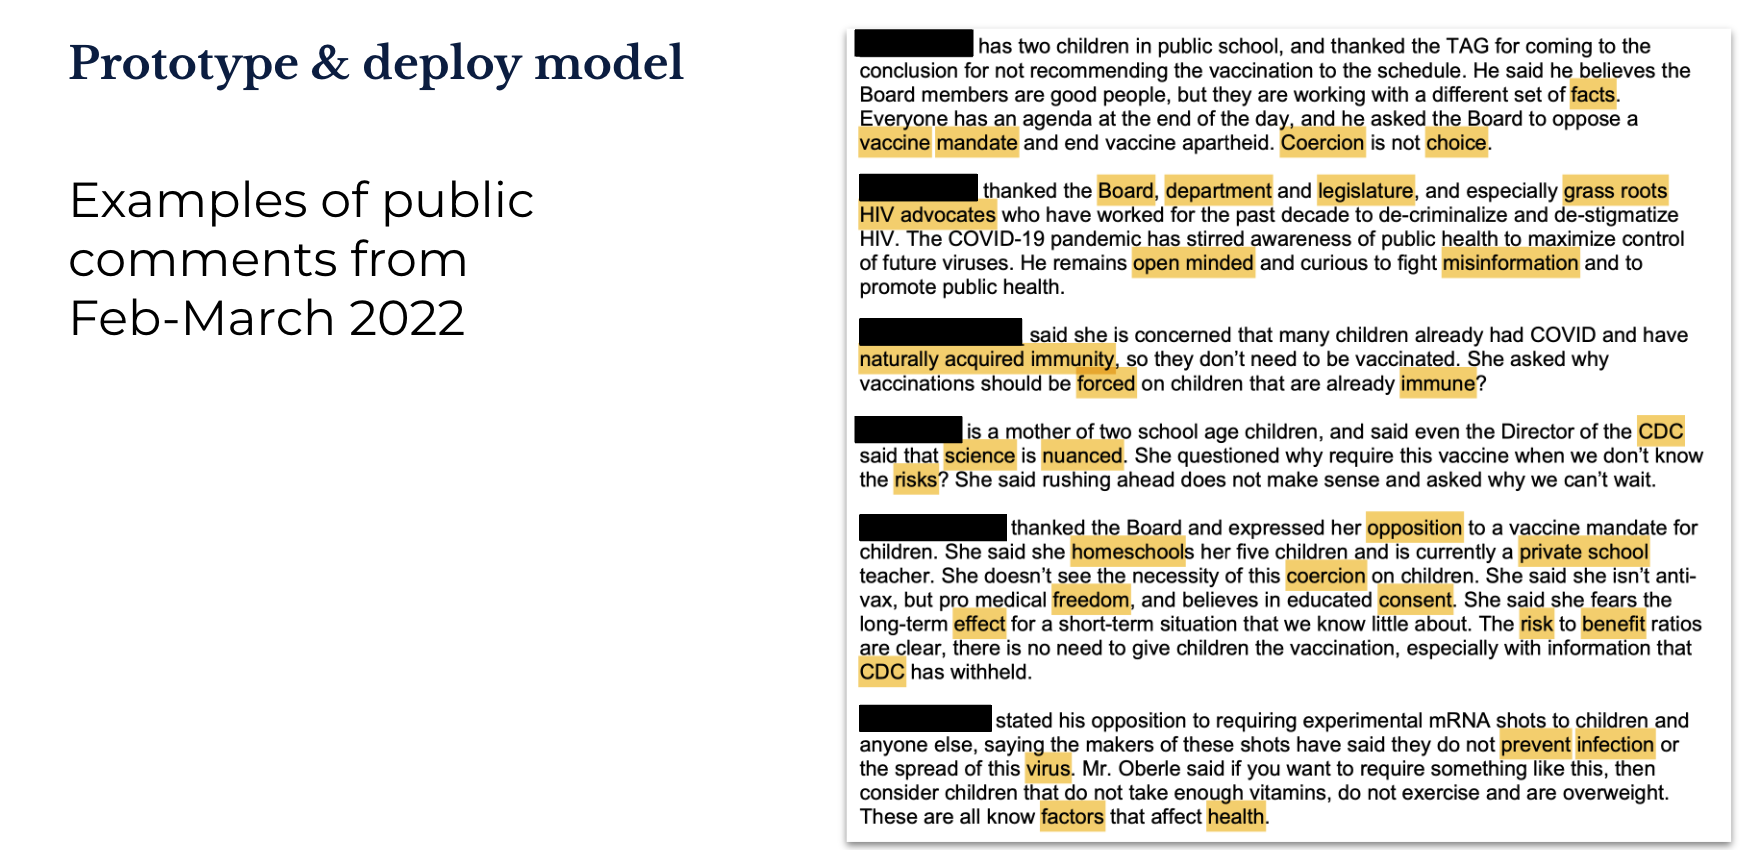 Prototype & deploy model
Examples of public
comments from
Feb-March 2022
has two children in public school, and thanked the TAG for coming to the
conclusion for not recommending the vaccination to the schedule. He said he believes the
Board members are good people, but they are working with a different set of facts.
Everyone has an agenda at the end of the day, and he asked the Board to oppose a
vaccine mandate and end vaccine apartheid. Coercion is not choice.
thanked the Board, department and legislature, and especially grass roots
HIV advocates who have worked for the past decade to de-criminalize and de-stigmatize
HIV. The COVID-19 pandemic has stirred awareness of public health to maximize control
of future viruses. He remains open minded and curious to fight misinformation and to
promote public health.
said she is concerned that many children already had COVID and have
naturally acquired immunity, so they don't need to be vaccinated. She asked why
vaccinations should be forced on children that are already immune?
is a mother of two school age children, and said even the Director of the CDC
said that science is nuanced. She questioned why require this vaccine when we don't know
the risks? She said rushing ahead does not make sense and asked why we can't wait.
thanked the Board and expressed her opposition to a vaccine mandate for
children. She said she homeschools her five children and is currently a private school
teacher. She doesn't see the necessity of this coercion on children. She said she isn't anti-
vax, but pro medical freedom, and believes in educated consent. She said she fears the
long-term effect for a short-term situation that we know little about. The risk to benefit ratios
are clear, there is no need to give children the vaccination, especially with information that
CDC has withheld.
stated his opposition to requiring experimental mRNA shots to children and
anyone else, saying the makers of these shots have said they do not prevent infection or
the spread of this virus. Mr. Oberle said if you want to require something like this, then
consider children that do not take enough vitamins, do not exercise and are overweight.
These are all know factors that affect health.